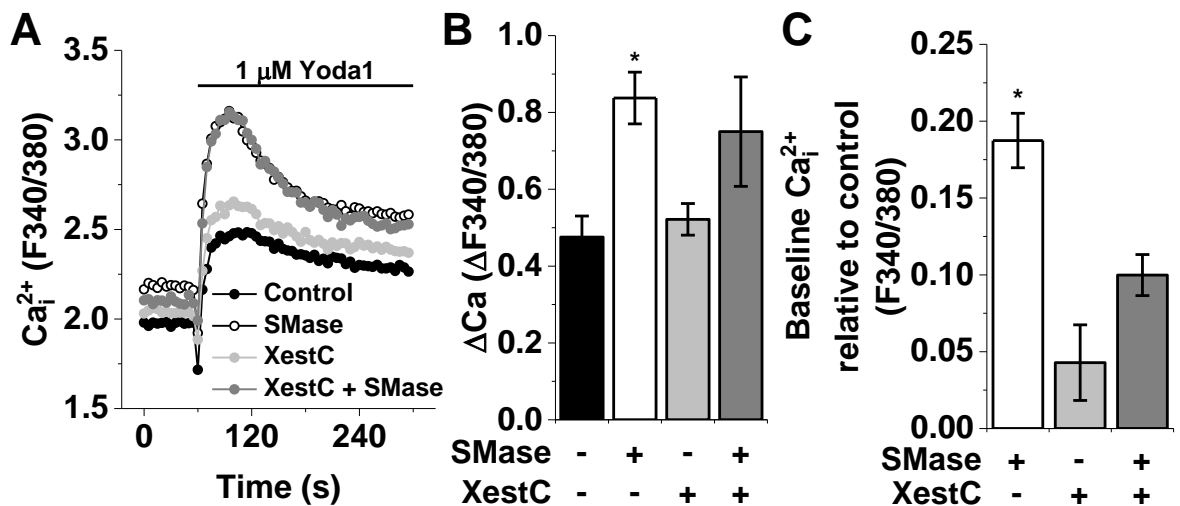 A
3.5
3.0
2.5
2.0
1.5
Ca²⁺ᵢ (F340/380)
1 μM Yoda1
Control
SMase
XestC
XestC + SMase
0 120 240
Time (s)
B
1.0
0.8
0.6
0.4
0.2
0.0
ΔCa (ΔF340/380)
*
SMase - + - +
XestC - - + +
C
0.25
0.20
0.15
0.10
0.05
0.00
Baseline Ca²⁺ᵢ
relative to control
(F340/380)
*
SMase + - +
XestC - + +